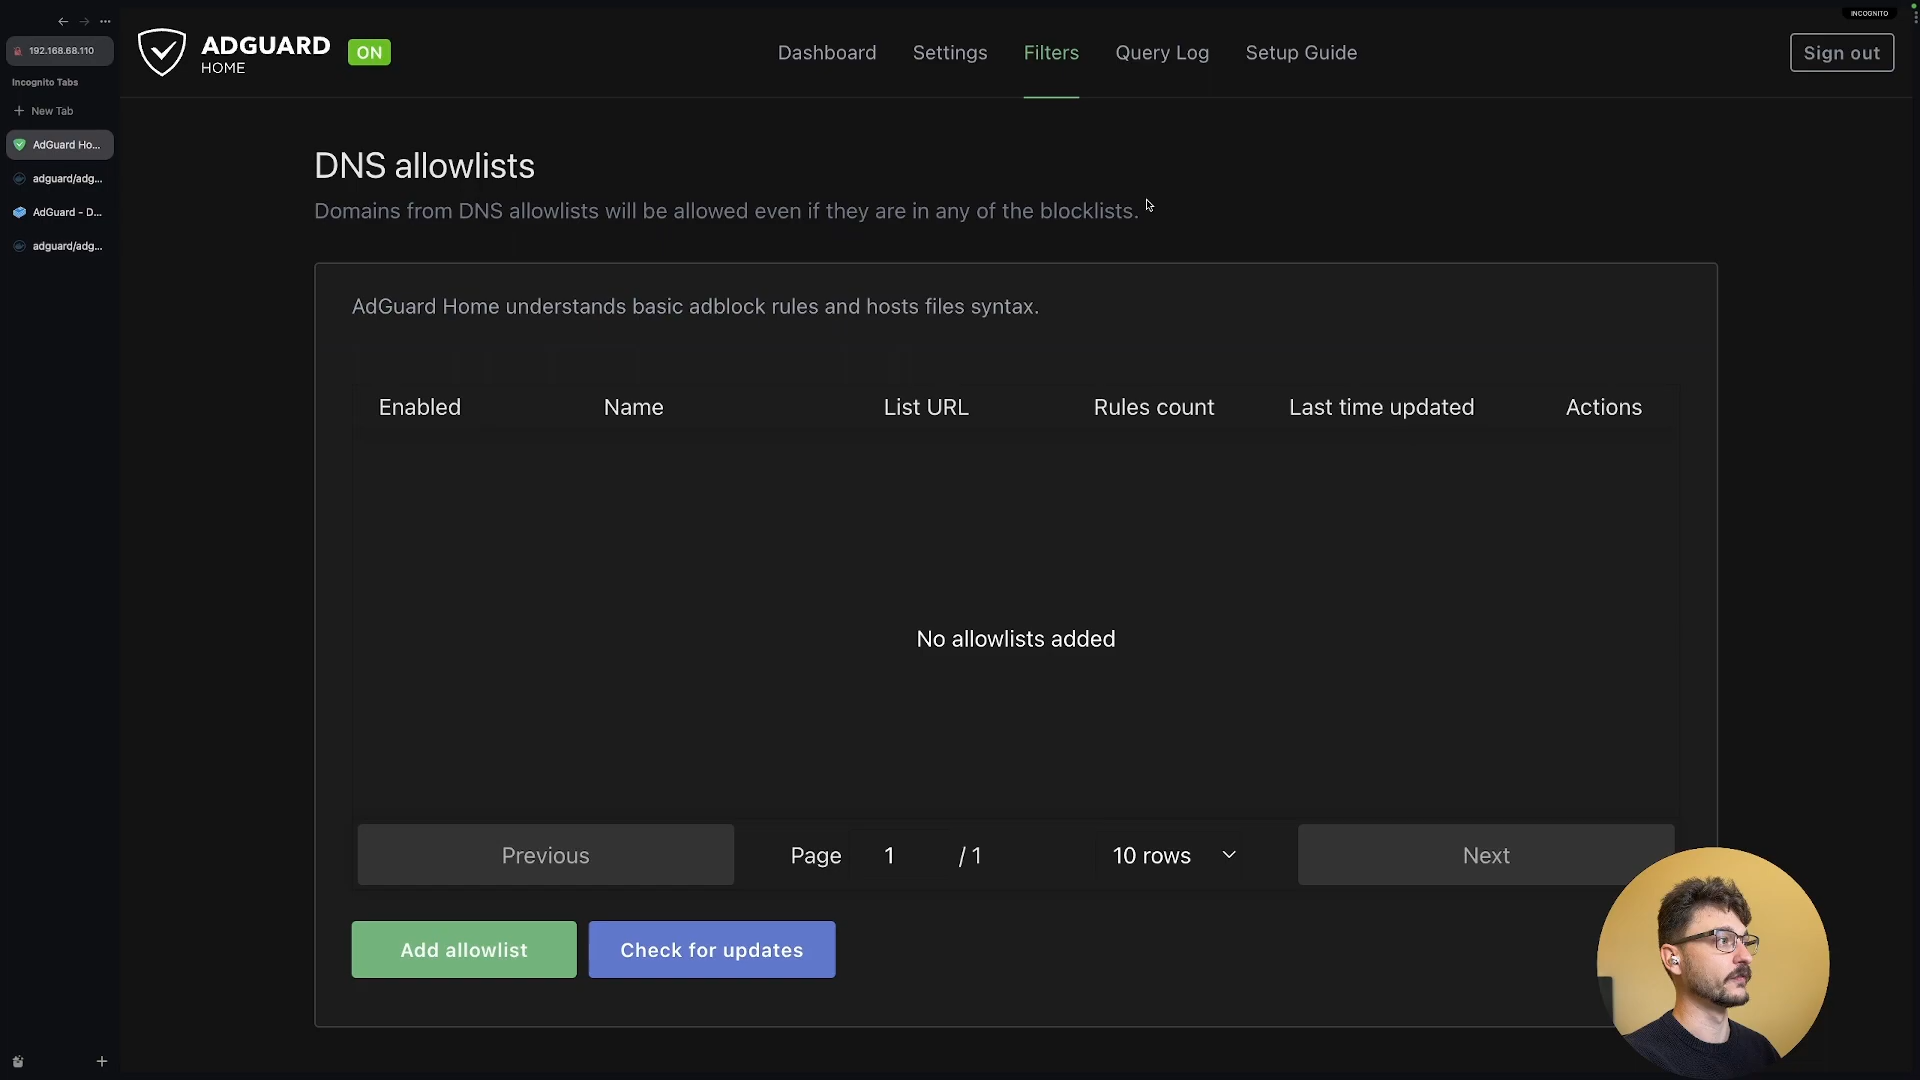 INCOGNITO
192.168.68.110
Incognito Tabs
New Tab
AdGuard Ho...
adguard/adg...
AdGuard - D...
adguard/adg...
ADGUARD
HOME
ON
Dashboard
Settings
Filters
Query Log
Setup Guide
Sign out
DNS allowlists
Domains from DNS allowlists will be allowed even if they are in any of the blocklists.
AdGuard Home understands basic adblock rules and hosts files syntax.
Enabled
Name
List URL
Rules count
Last time updated
Actions
No allowlists added
Previous
Page
1
/ 1
10 rows
Next
Add allowlist
Check for updates